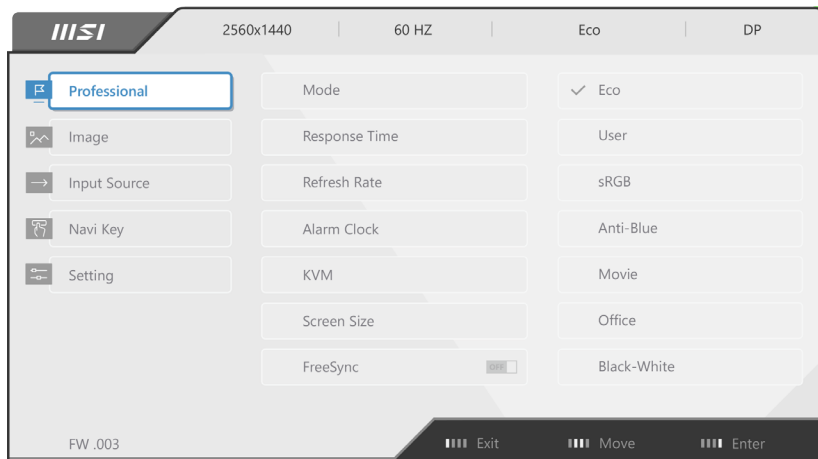 msi
2560x1440 60 HZ Eco DP
Professional Mode Eco
Image Response Time User
Input Source Refresh Rate sRGB
Navi Key Alarm Clock Anti-Blue
Setting KVM Movie
Screen Size Office
FreeSync OFF Black-White
FW .003 Exit Move Enter